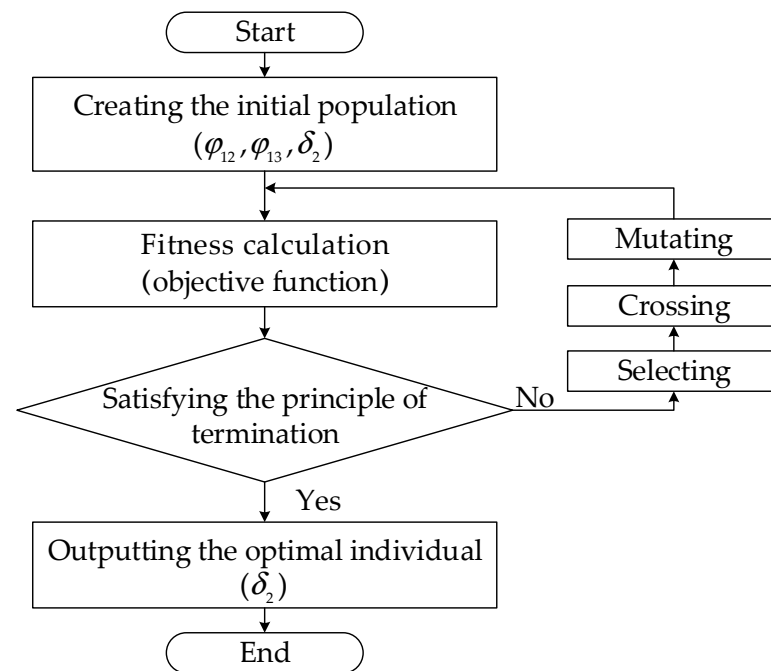 Start
Creating the initial population
(φ₁₂,φ₁₃,δ₂)
Fitness calculation
(objective function)
Mutating
Crossing
Selecting
Satisfying the principle of
termination
No
Yes
Outputting the optimal individual
(δ₂)
End